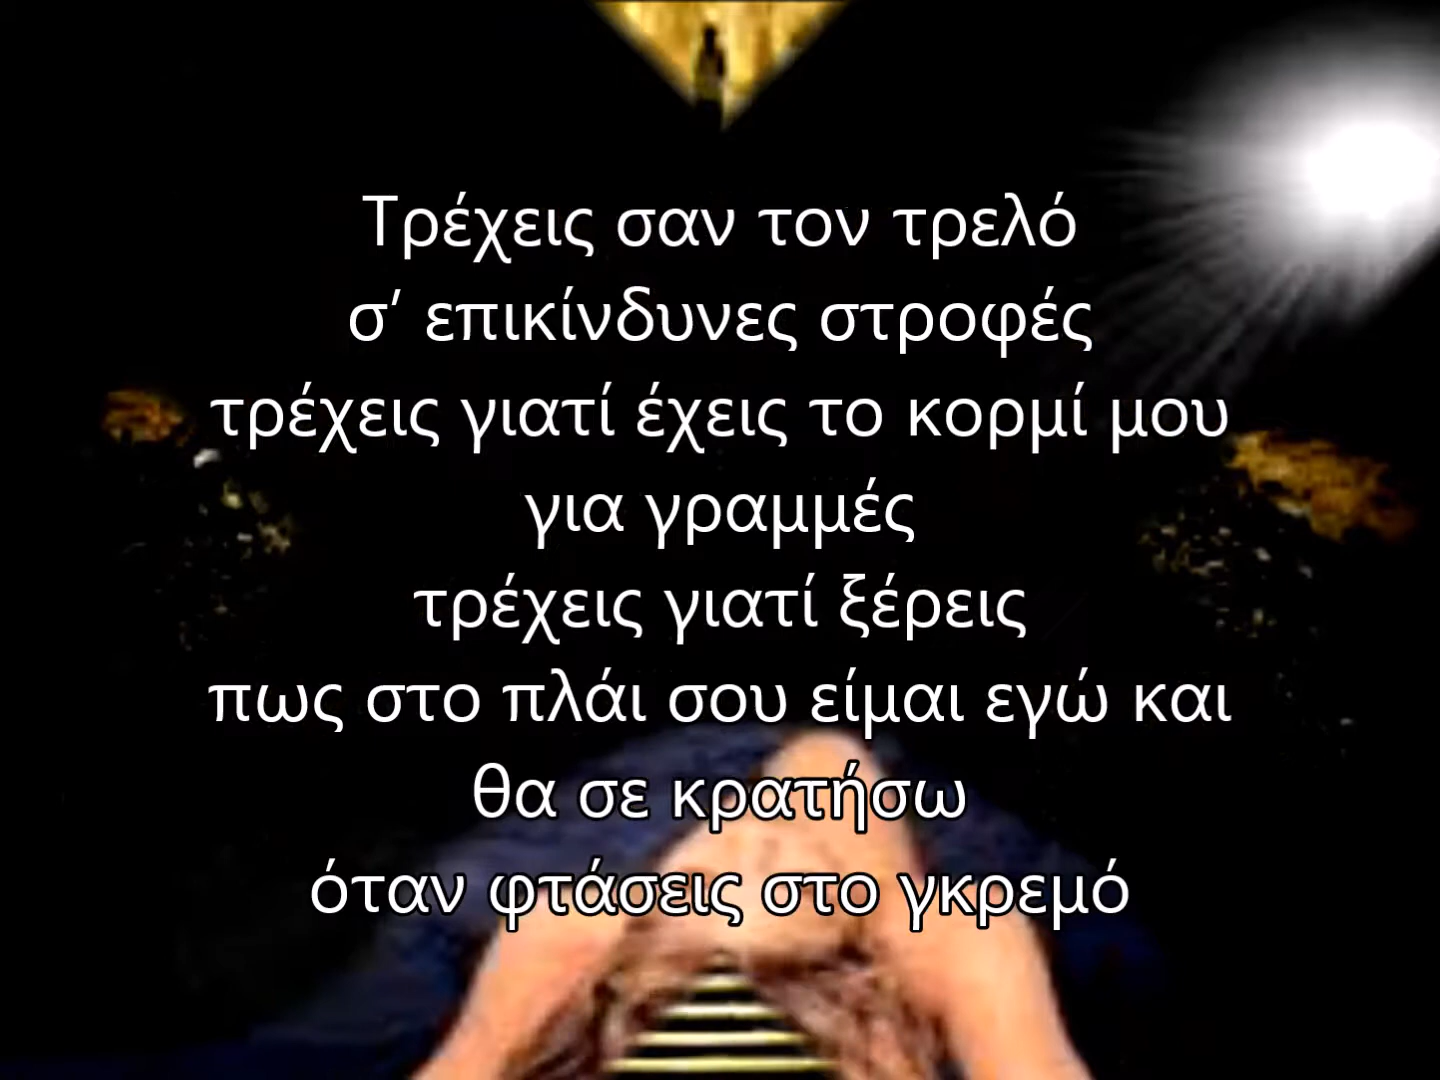 Τρέχεις σαν τον τρελό
σ’ επικίνδυνες στροφές
τρέχεις γιατί έχεις το κορμί μου
για γραμμές
τρέχεις γιατί ξέρεις
πως στο πλάι σου είμαι εγώ και
θα σε κρατήσω
όταν φτάσεις στο γκρεμό